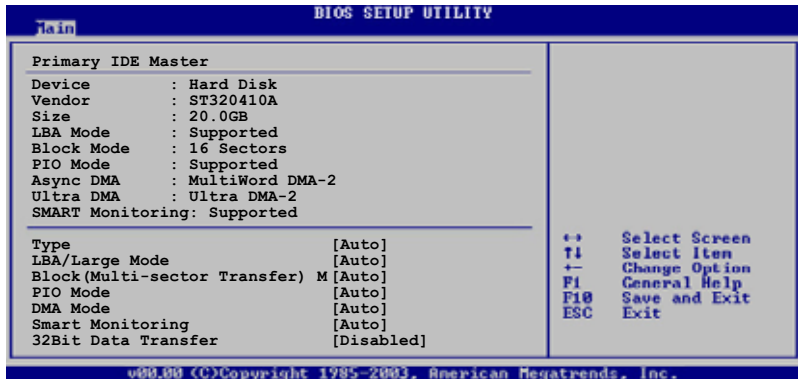 BIOS SETUP UTILITY
Main
Primary IDE Master
Device : Hard Disk
Vendor : ST320410A
Size : 20.0GB
LBA Mode : Supported
Block Mode : 16 Sectors
PIO Mode : Supported
Async DMA : MultiWord DMA-2
Ultra DMA : Ultra DMA-2
SMART Monitoring: Supported
Type [Auto]
LBA/Large Mode [Auto]
Block(Multi-sector Transfer) M[Auto]
PIO Mode [Auto]
DMA Mode [Auto]
Smart Monitoring [Auto]
32Bit Data Transfer [Disabled]
↔ Select Screen
↑↓ Select Item
+- Change Option
F1 General Help
F10 Save and Exit
ESC Exit
v00.00 (C)Copyright 1985-2003, American Megatrends, Inc.